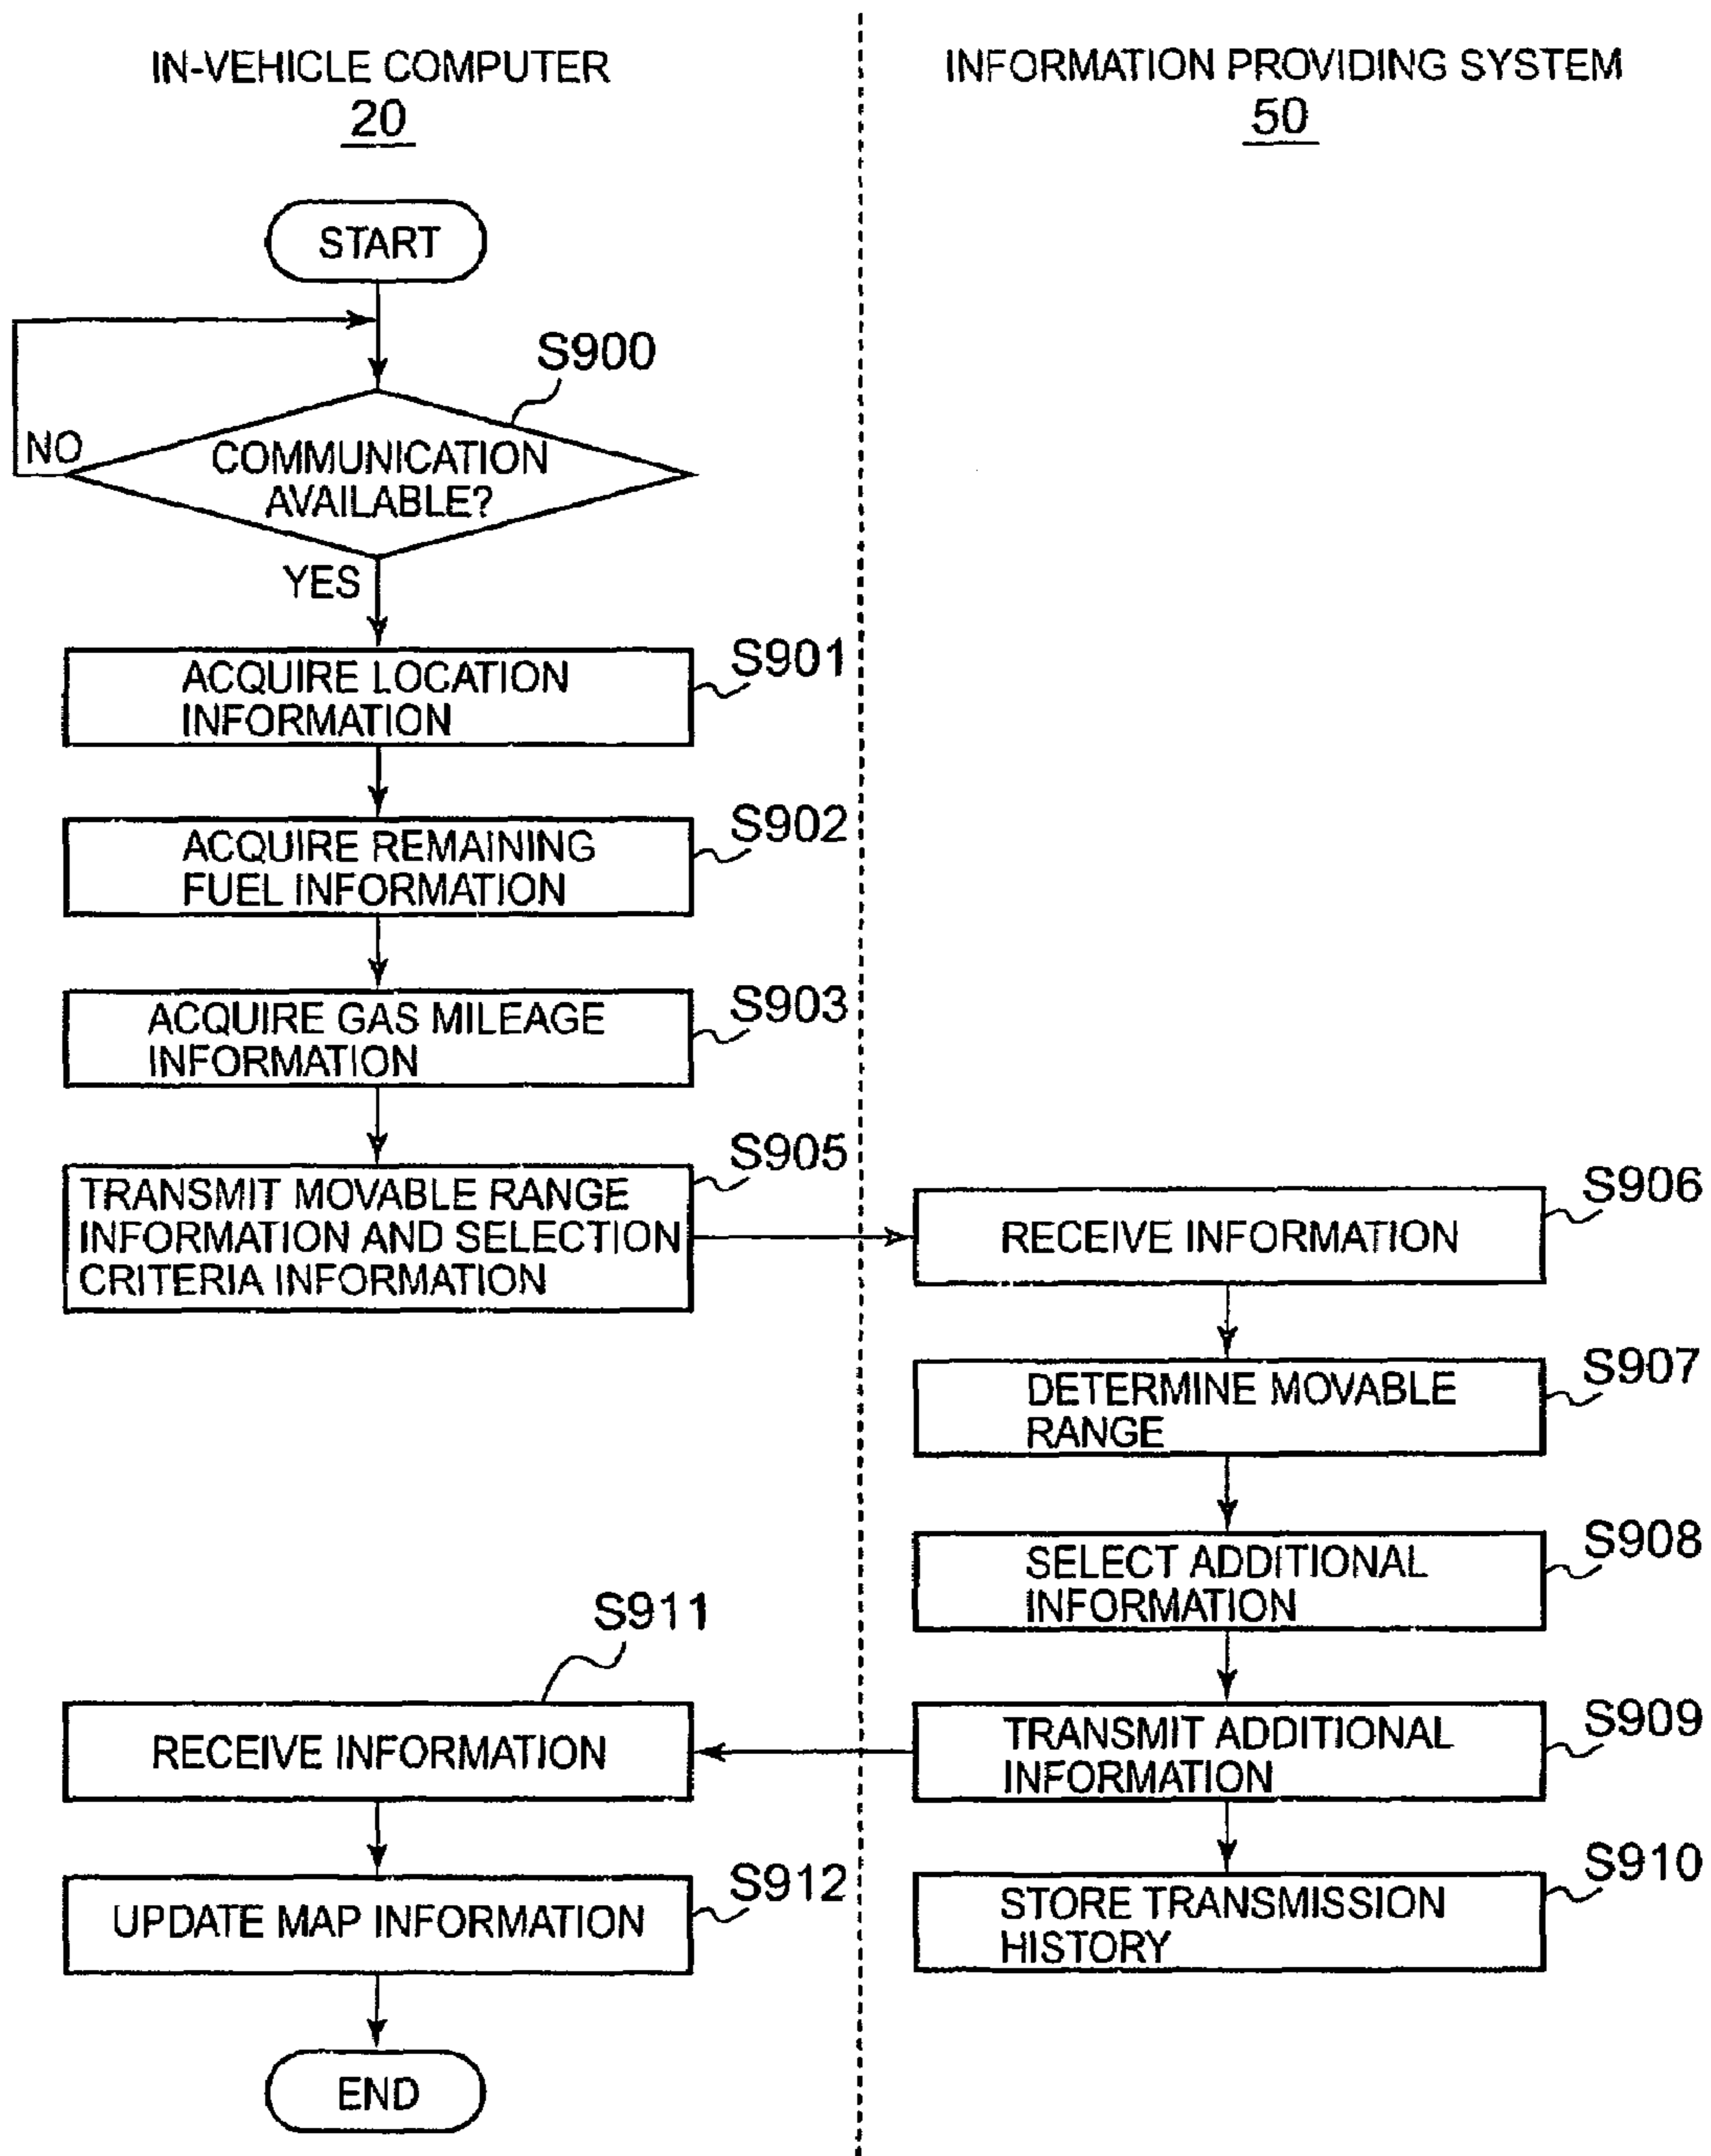 IN-VEHICLE COMPUTER
20
INFORMATION PROVIDING SYSTEM
50
START
S900
NO
COMMUNICATION
AVAILABLE?
YES
S901
ACQUIRE LOCATION
INFORMATION
S902
ACQUIRE REMAINING
FUEL INFORMATION
S903
ACQUIRE GAS MILEAGE
INFORMATION
S905
TRANSMIT MOVABLE RANGE
INFORMATION AND SELECTION
CRITERIA INFORMATION
S906
RECEIVE INFORMATION
S907
DETERMINE MOVABLE
RANGE
S908
SELECT ADDITIONAL
INFORMATION
S909
TRANSMIT ADDITIONAL
INFORMATION
S910
STORE TRANSMISSION
HISTORY
S911
RECEIVE INFORMATION
S912
UPDATE MAP INFORMATION
END